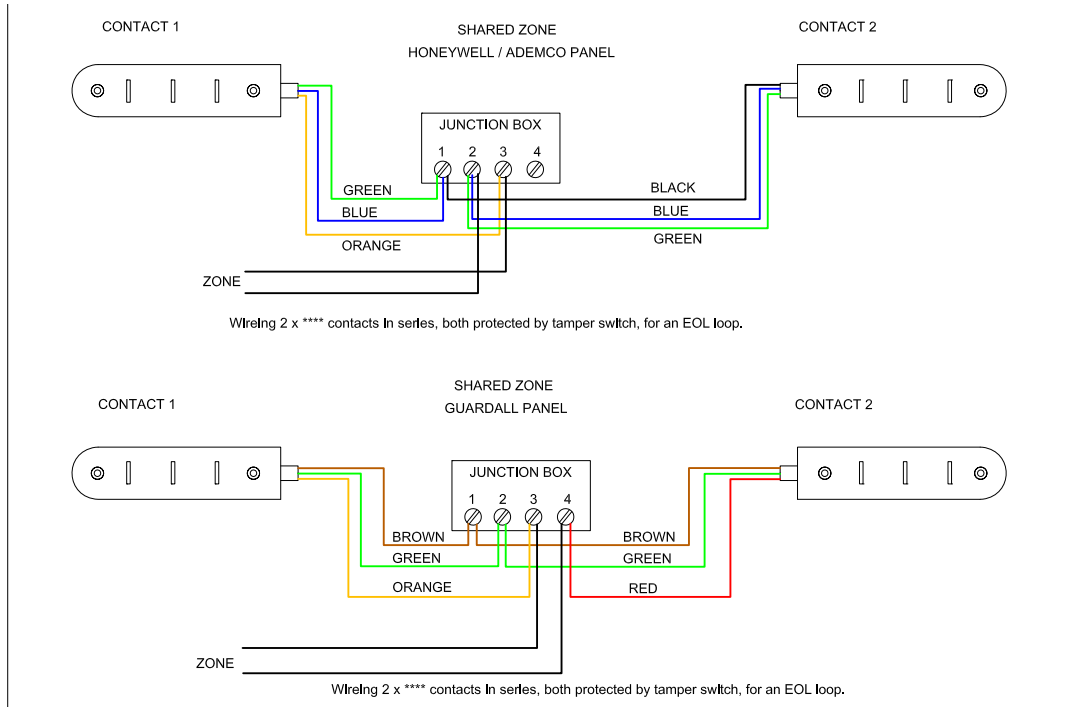 CONTACT 1
SHARED ZONE
HONEYWELL / ADEMCO PANEL
CONTACT 2
JUNCTION BOX
1 2 3 4
GREEN
BLUE
ORANGE
BLACK
BLUE
GREEN
ZONE
Wireing 2 x **** contacts in series, both protected by tamper switch, for an EOL loop.
CONTACT 1
SHARED ZONE
GUARDALL PANEL
CONTACT 2
JUNCTION BOX
1 2 3 4
BROWN
GREEN
ORANGE
BROWN
GREEN
RED
ZONE
Wireing 2 x **** contacts in series, both protected by tamper switch, for an EOL loop.